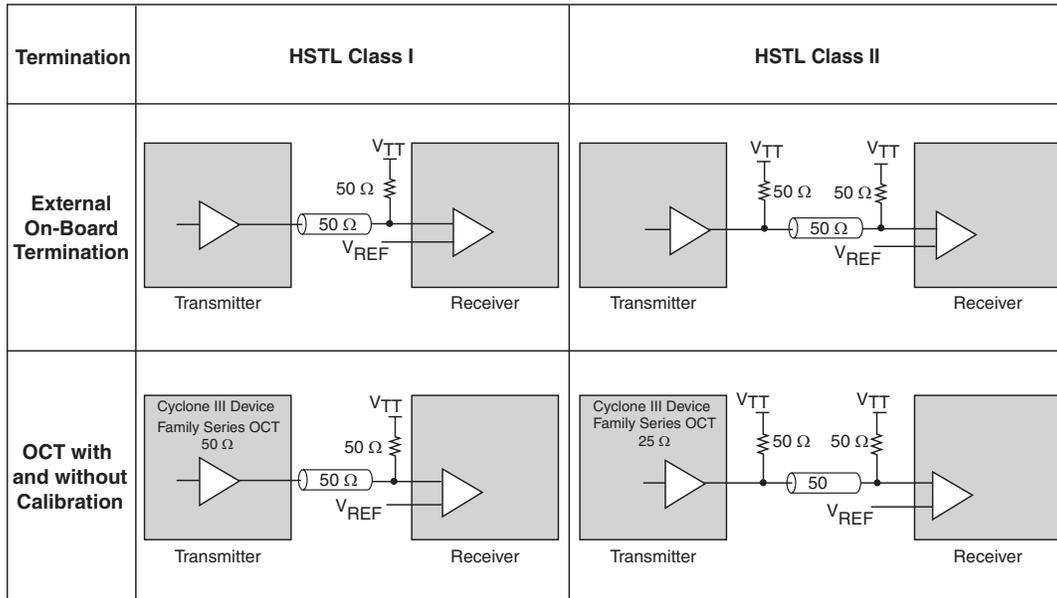 Termination
HSTL Class I
HSTL Class II
External
On-Board
Termination
VTT
50 Ω
50 Ω
VREF
Transmitter
Receiver
VTT
VTT
50 Ω
50 Ω
50 Ω
VREF
Transmitter
Receiver
OCT with
and without
Calibration
Cyclone III Device
Family Series OCT
50 Ω
VTT
50 Ω
50 Ω
VREF
Transmitter
Receiver
Cyclone III Device
Family Series OCT
25 Ω
VTT
VTT
50 Ω
50 Ω
50
VREF
Transmitter
Receiver